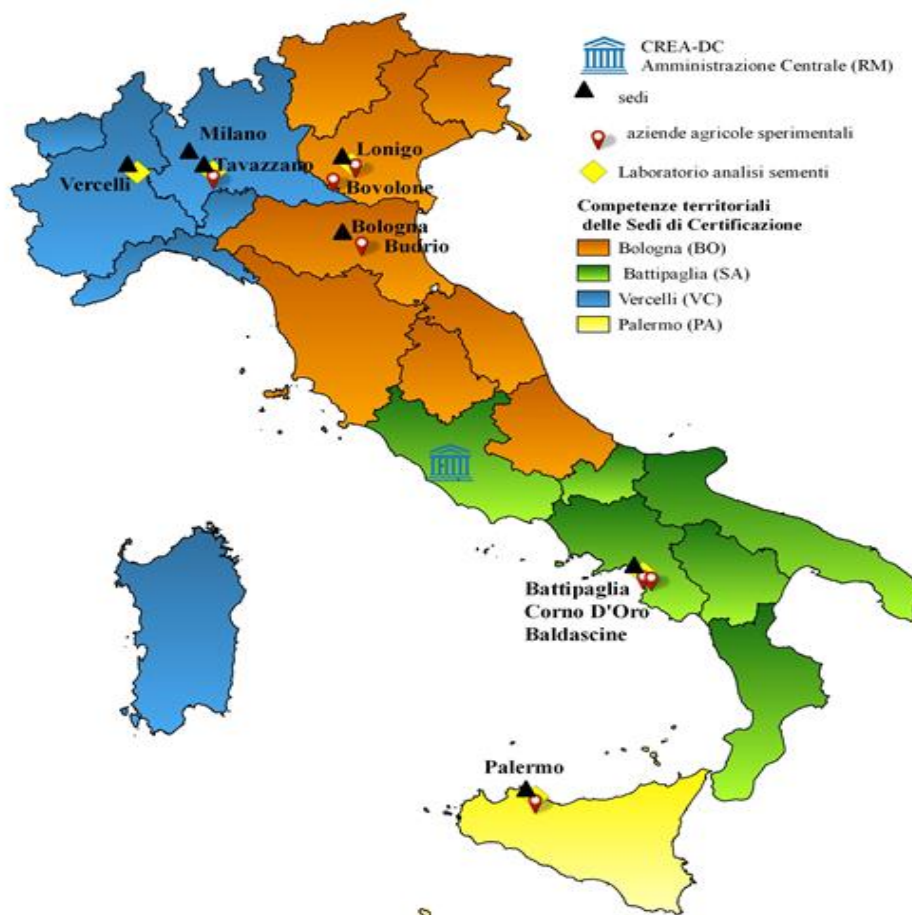 CREA-DC
Amministrazione Centrale (RM)
sedi
aziende agricole sperimentali
Laboratorio analisi sementi
Competenze territoriali
delle Sedi di Certificazione
Bologna (BO)
Battipaglia (SA)
Vercelli (VC)
Palermo (PA)
Milano
Tavazzano
Vercelli
Lonigo
Bovolone
Bologna
Budrio
Battipaglia
Corno D'Oro
Baldascine
Palermo